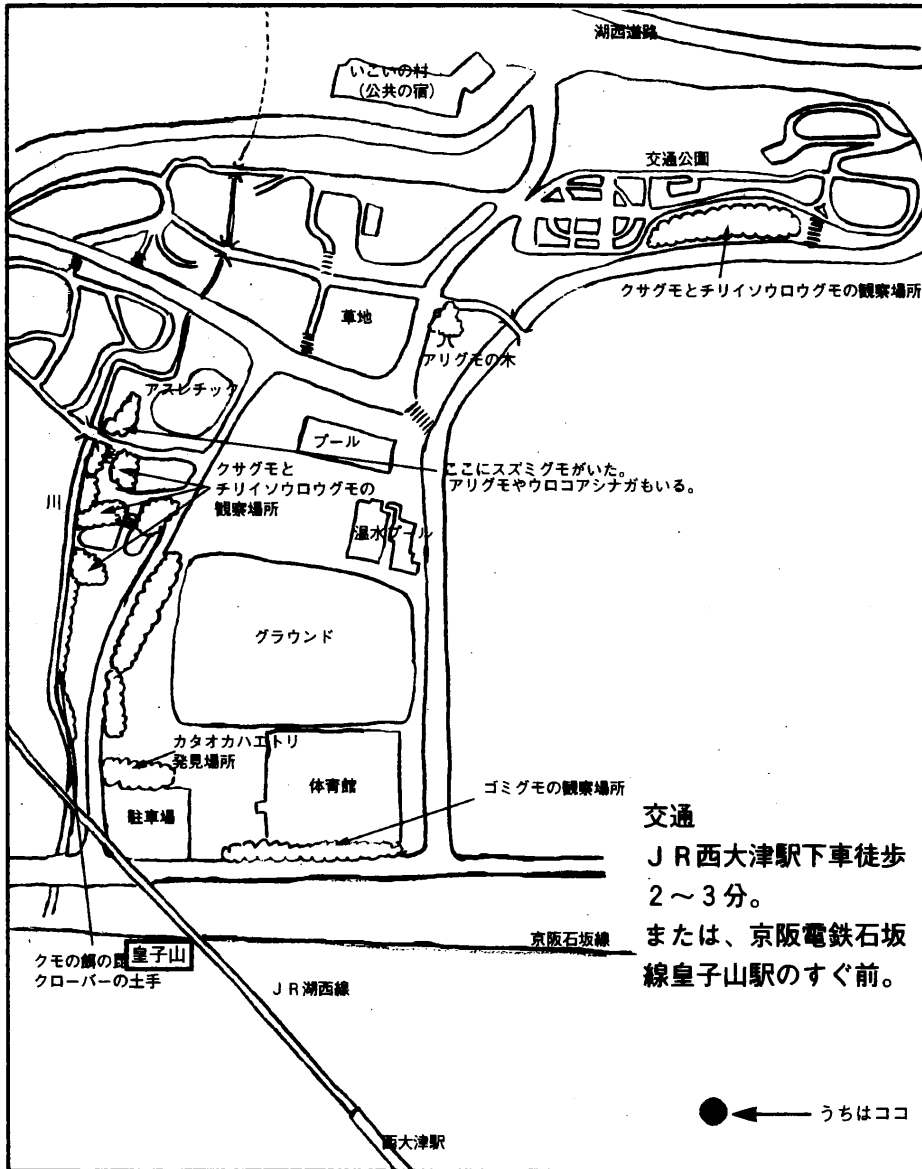 湖西道路
いこいの村
(公共の宿)
交通公園
クサグモとチリイソウロウグモの観察場所
草地
アリグモの木
アスレチック
プール
クサグモと
チリイソウロウグモの
観察場所
ここにスズミグモがいた。
アリグモやウロコアシナガもいる。
川
温水プール
グラウンド
カタオカハエトリ
発見場所
体育館
ゴミグモの観察場所
駐車場
交通
JR西大津駅下車徒歩
2~3分。
または、京阪電鉄石坂
線皇子山駅のすぐ前。
京阪石坂線
クモの餌の
皇子山
クローバーの土手
JR湖西線
うちはココ
西大津駅